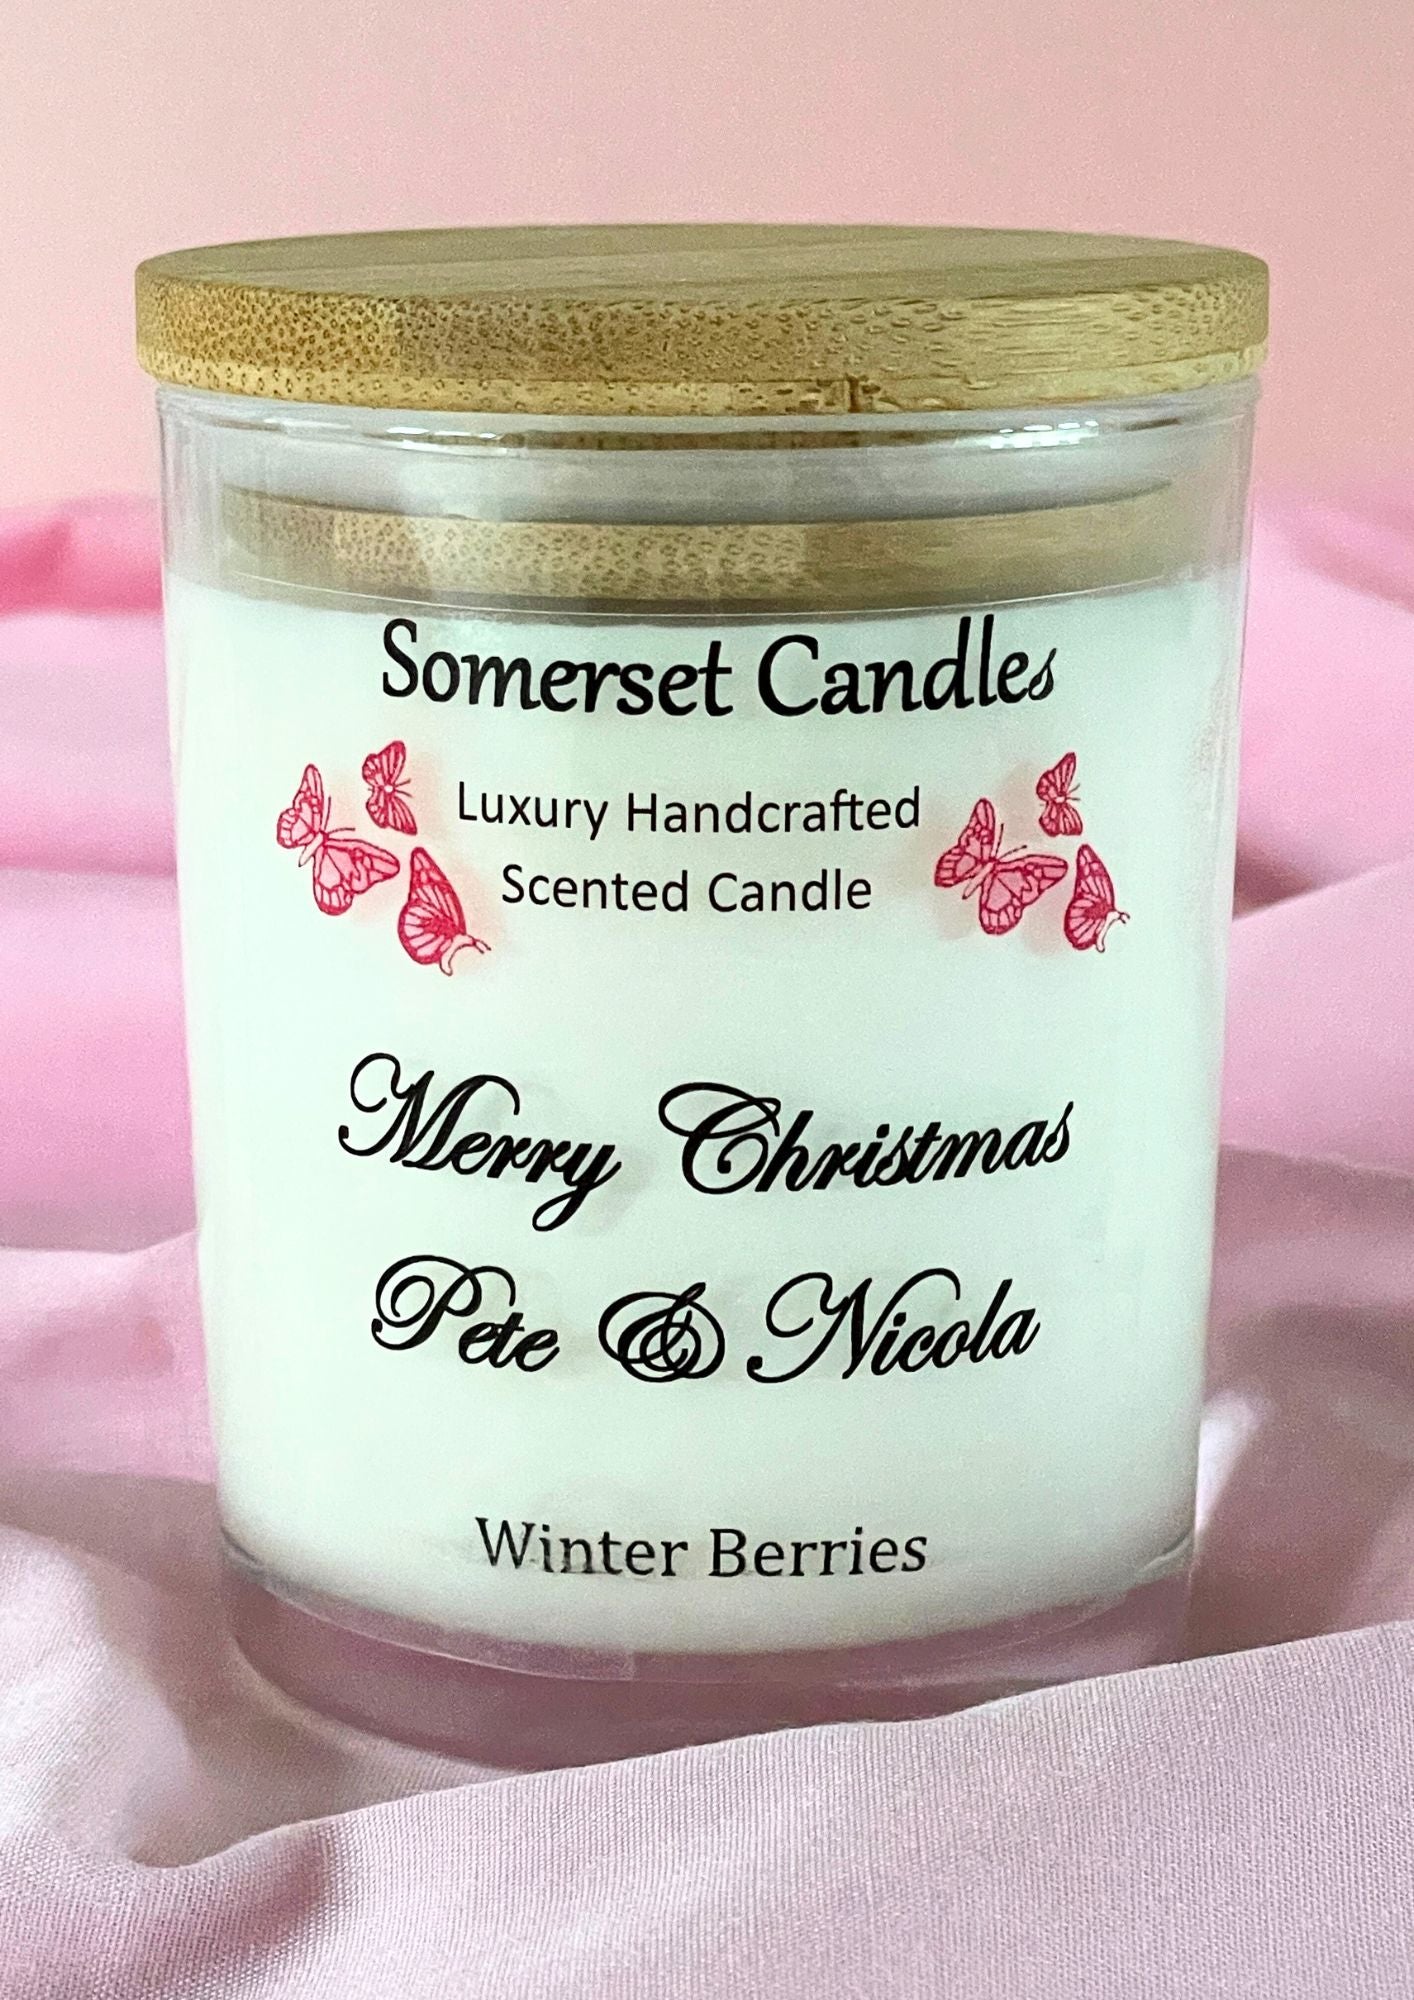 Somerset Candles
Luxury Handcrafted
Scented Candle
Merry Christmas
Pete & Nicola
Winter Berries